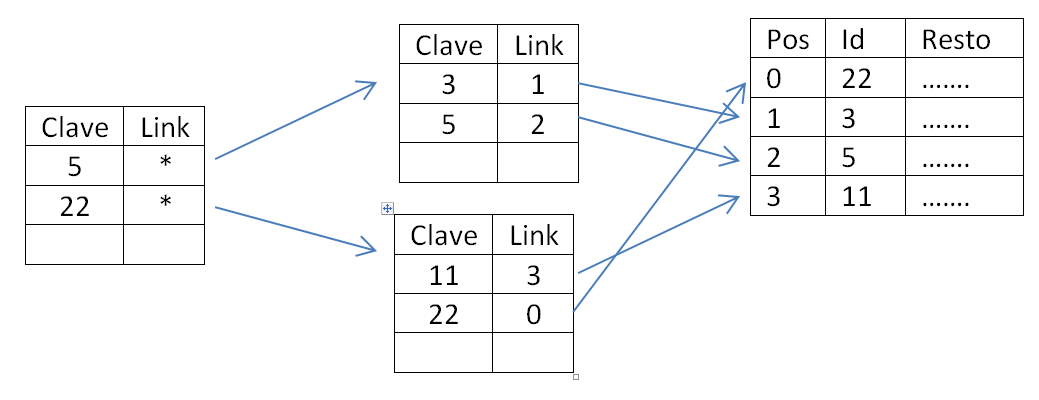 Clave Link
5 *
22 *
Clave Link
3 1
5 2
Clave Link
11 3
22 0
Pos Id Resto
0 22 .......
1 3 .......
2 5 .......
3 11 .......